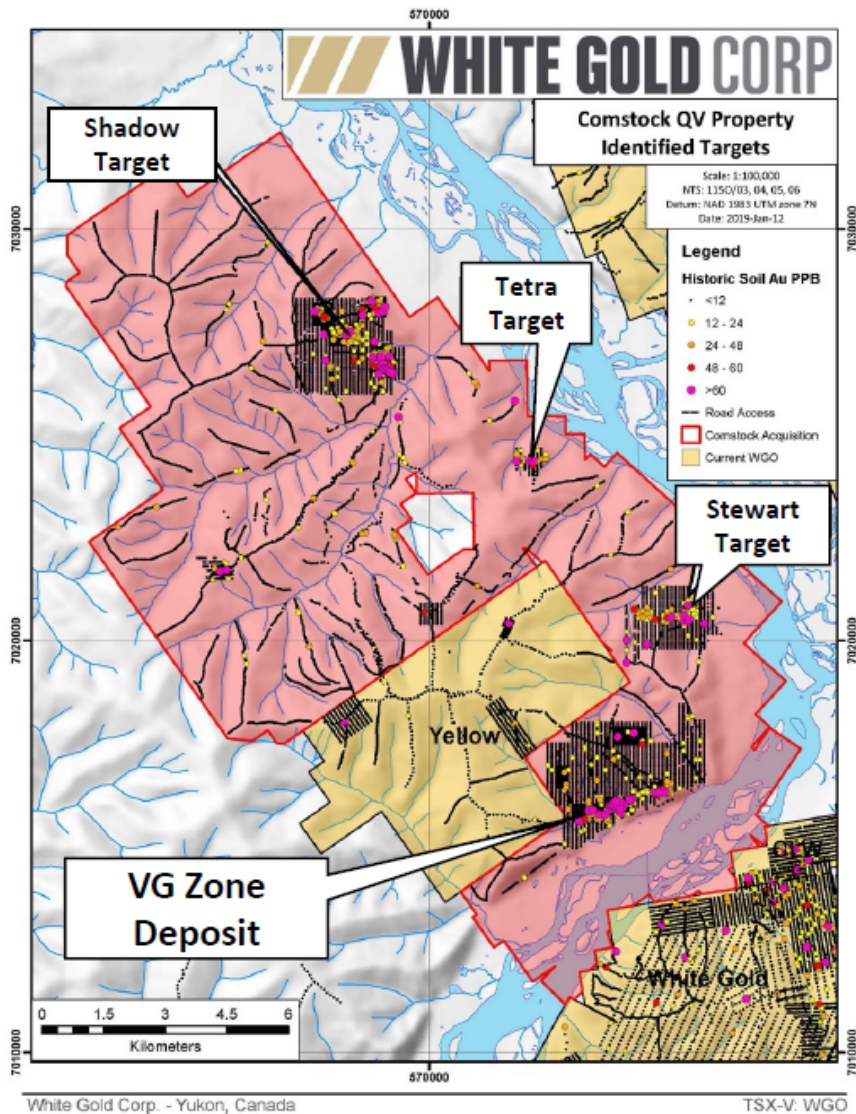 570000
WHITE GOLD CORP
Comstock QV Property
Identified Targets
Scale: 1:100,000
NTS: 115O/03, 04, 05, 06
Datum: NAD 1983 UTM zone 7N
Date: 2019-Jan-12
Legend
Historic Soil Au PPB
<12
12 - 24
24 - 48
48 - 60
>60
Road Access
Comstock Acquisition
Current WGO
Shadow
Target
Tetra
Target
Stewart
Target
VG Zone
Deposit
Yellow
White Gold
7030000
7030000
7020000
7020000
7010000
7010000
0 1.5 3 4.5 6
Kilometers
570000
White Gold Corp. - Yukon, Canada
TSX-V: WGO